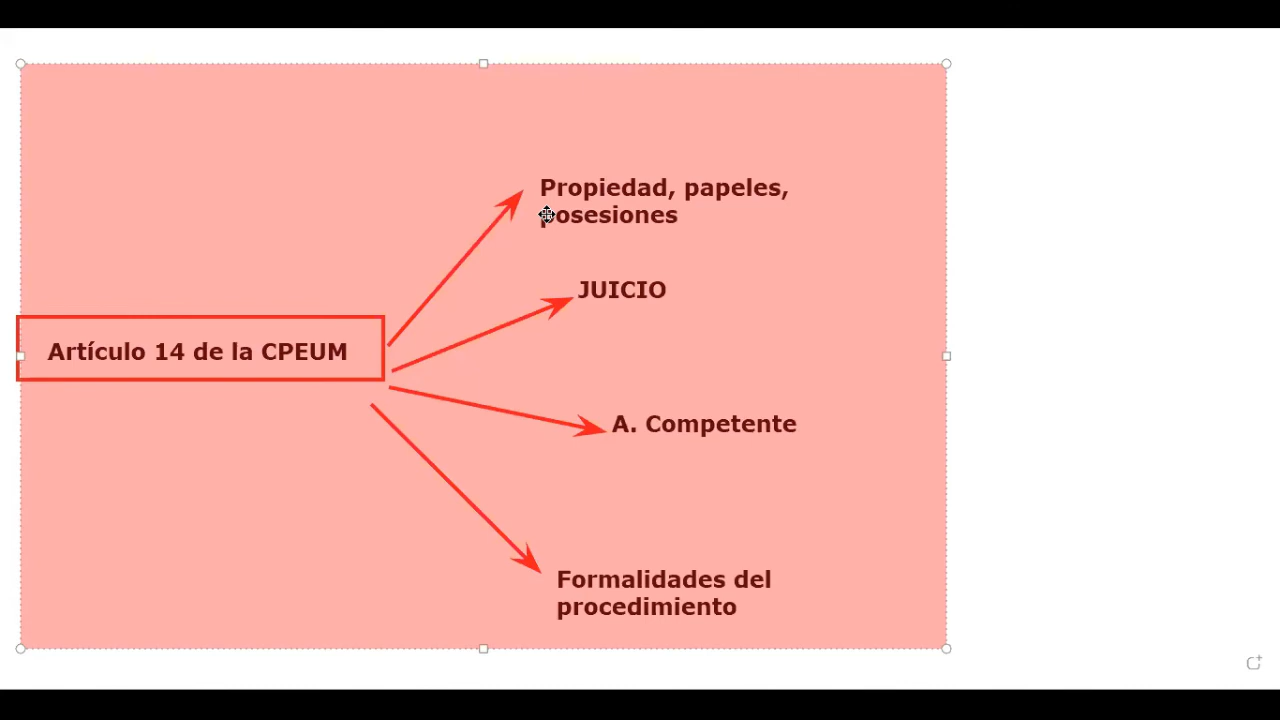 Propiedad, papeles,
posesiones
JUICIO
Artículo 14 de la CPEUM
A. Competente
Formalidades del
procedimiento